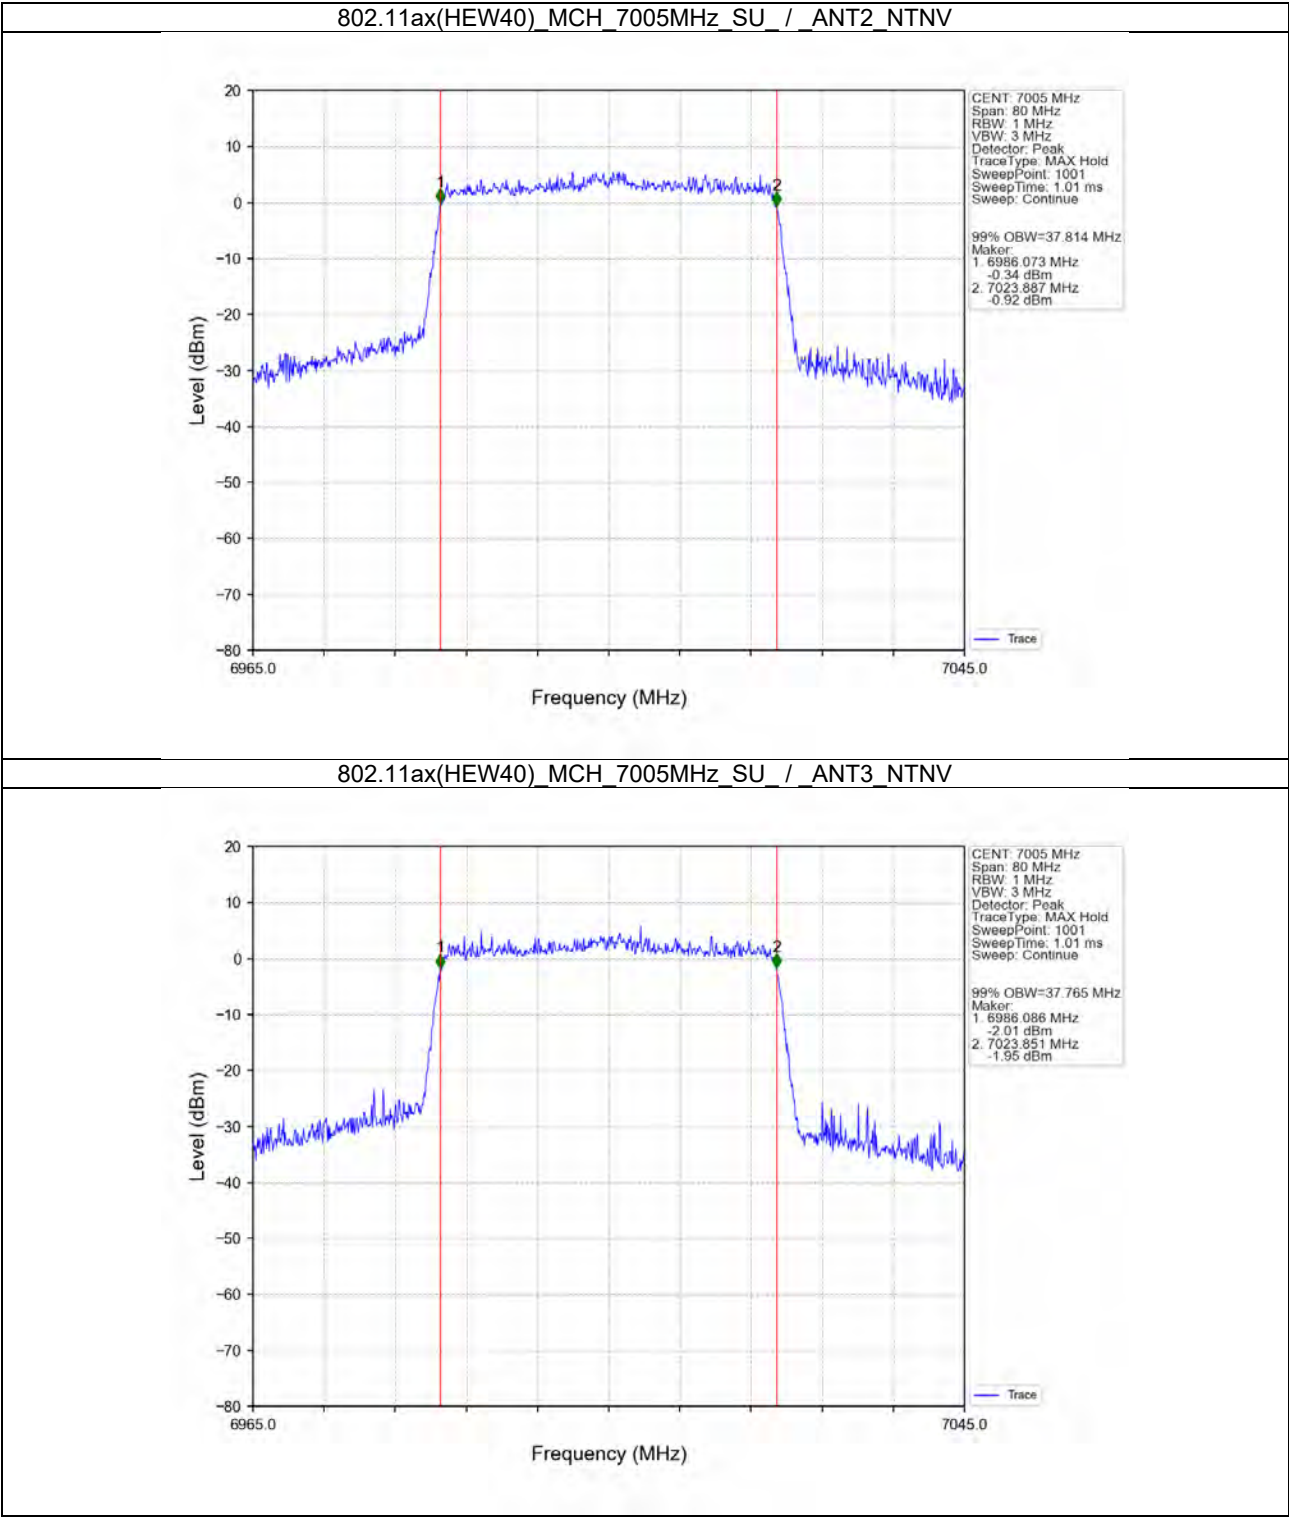 802.11ax(HEW40)_MCH_7005MHz_SU_ / _ANT2_NTNV
20
10
0
−10
−20
−30
−40
−50
−60
−70
−80
Level (dBm)
1
2
6965.0
7045.0
Frequency (MHz)
CENT: 7005 MHz
Span: 80 MHz
RBW: 1 MHz
VBW: 3 MHz
Detector: Peak
TraceType: MAX Hold
SweepPoint: 1001
SweepTime: 1.01 ms
Sweep: Continue
99% OBW=37.814 MHz
Maker:
1. 6986.073 MHz
-0.34 dBm
2. 7023.887 MHz
-0.92 dBm
Trace
802.11ax(HEW40)_MCH_7005MHz_SU_ / _ANT3_NTNV
20
10
0
−10
−20
−30
−40
−50
−60
−70
−80
Level (dBm)
1
2
6965.0
7045.0
Frequency (MHz)
CENT: 7005 MHz
Span: 80 MHz
RBW: 1 MHz
VBW: 3 MHz
Detector: Peak
TraceType: MAX Hold
SweepPoint: 1001
SweepTime: 1.01 ms
Sweep: Continue
99% OBW=37.765 MHz
Maker:
1. 6986.086 MHz
-2.01 dBm
2. 7023.851 MHz
-1.95 dBm
Trace